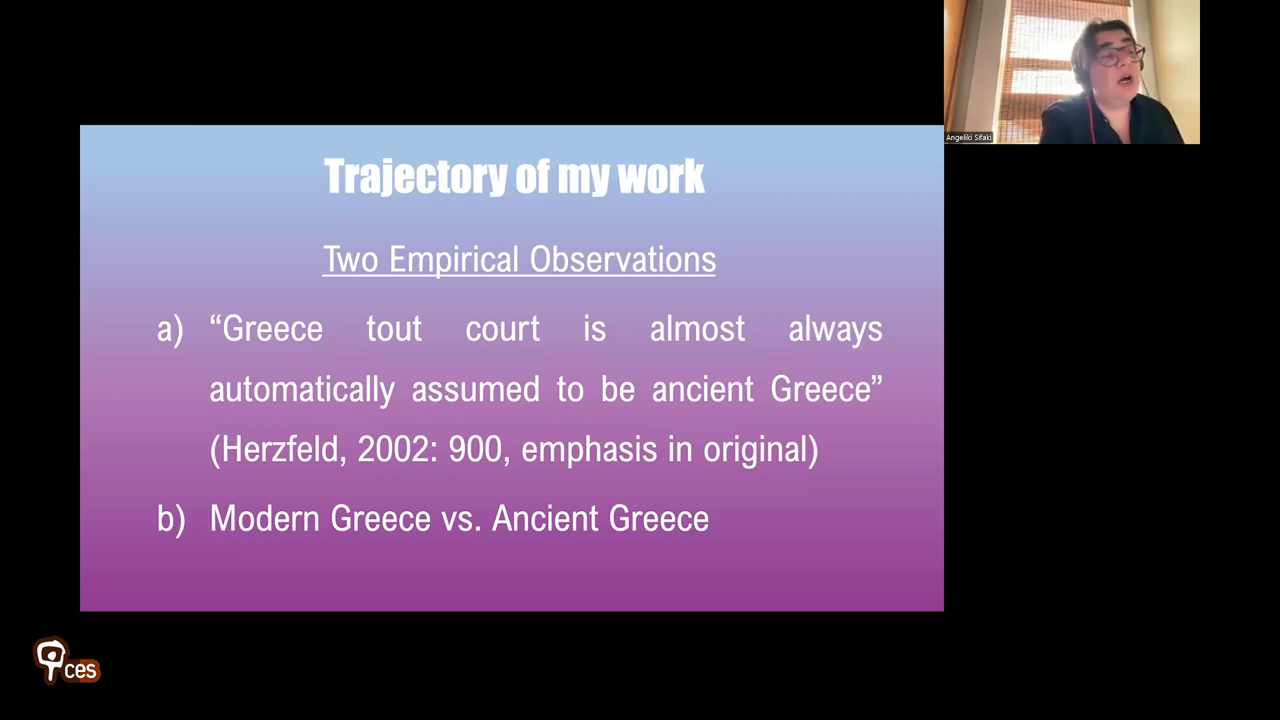 Angeliki Sifaki
Trajectory of my work
Two Empirical Observations
a) “Greece tout court is almost always
automatically assumed to be ancient Greece”
(Herzfeld, 2002: 900, emphasis in original)
b) Modern Greece vs. Ancient Greece
ces